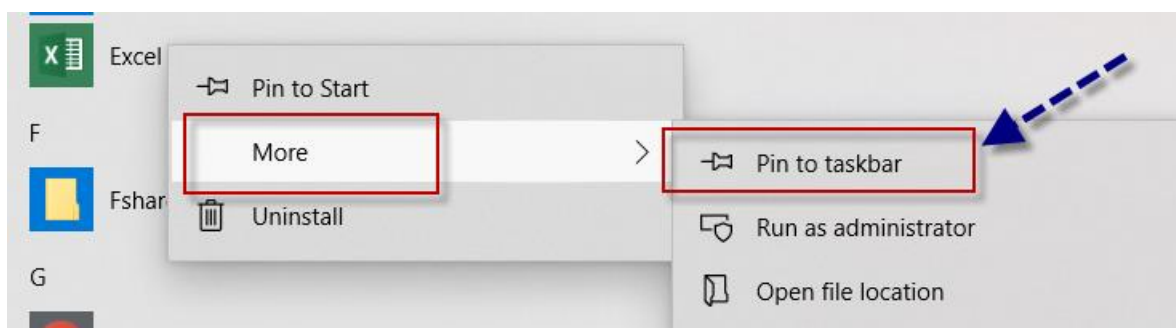 Excel
Pin to Start
F
More
Pin to taskbar
Fshar
Uninstall
Run as administrator
G
Open file location